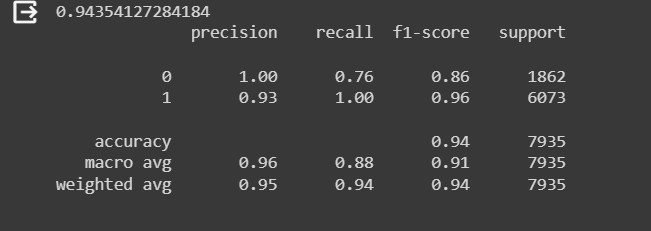 0.94354127284184
precision recall f1-score support
0 1.00 0.76 0.86 1862
1 0.93 1.00 0.96 6073
accuracy 0.94 7935
macro avg 0.96 0.88 0.91 7935
weighted avg 0.95 0.94 0.94 7935